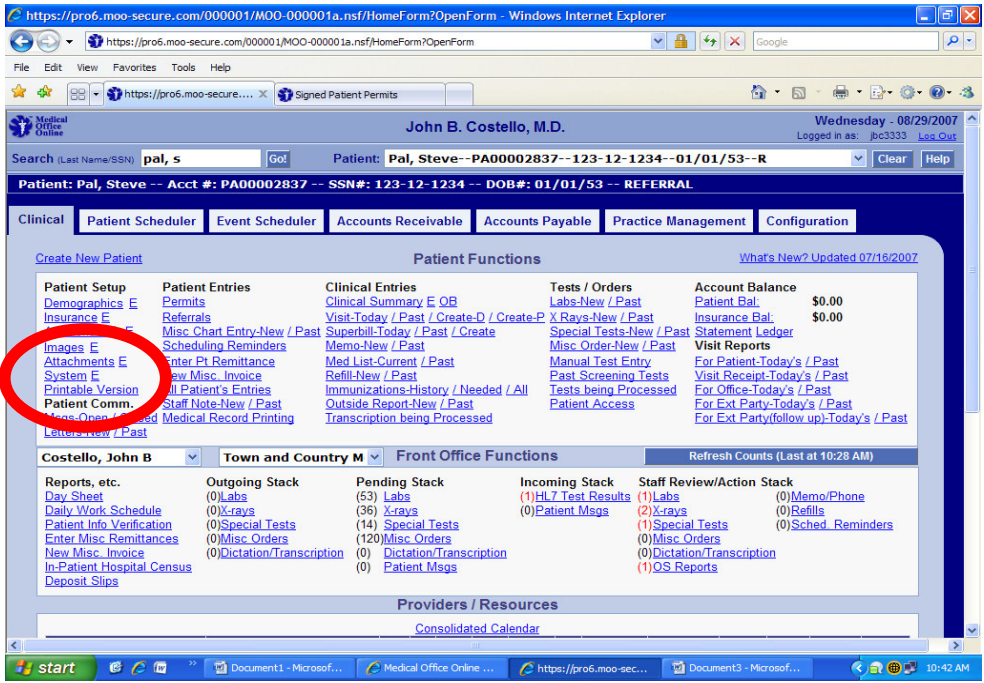 https://pro6.moo-secure.com/000001/MOO-000001a.nsf/HomeForm?OpenForm - Windows Internet Explorer
https://pro6.moo-secure.com/000001/MOO-000001a.nsf/HomeForm?OpenForm Google
File Edit View Favorites Tools Help
https://pro6.moo-secure.... Signed Patient Permits
Medical Office Online
John B. Costello, M.D.
Wednesday - 08/29/2007
Logged in as: jbc3333 Log Out
Search (Last Name/SSN) pal, s Go! Patient: Pal, Steve--PA00002837--123-12-1234--01/01/53--R Clear Help
Patient: Pal, Steve -- Acct #: PA00002837 -- SSN#: 123-12-1234 -- DOB#: 01/01/53 -- REFERRAL
Clinical Patient Scheduler Event Scheduler Accounts Receivable Accounts Payable Practice Management Configuration
Create New Patient Patient Functions What's New? Updated 07/16/2007
Patient Setup
Demographics E
Insurance E
E
Images E
Attachments E
System E
Printable Version
Patient Comm.
Msgs-Open /
Letters-New / Past
Patient Entries
Permits
Referrals
Misc Chart Entry-New / Past
Scheduling Reminders
Enter Pt Remittance
New Misc. Invoice
All Patient's Entries
Staff Note-New / Past
Medical Record Printing
Clinical Entries
Clinical Summary E OB
Visit-Today / Past / Create-D / Create-P
Superbill-Today / Past / Create
Memo-New / Past
Med List-Current / Past
Refill-New / Past
Immunizations-History / Needed / All
Outside Report-New / Past
Transcription being Processed
Tests / Orders
Labs-New / Past
X Rays-New / Past
Special Tests-New / Past
Misc Order-New / Past
Manual Test Entry
Past Screening Tests
Tests being Processed
Patient Access
Account Balance
Patient Bal: $0.00
Insurance Bal: $0.00
Statement Ledger
Visit Reports
For Patient-Today's / Past
Visit Receipt-Today's / Past
For Office-Today's / Past
For Ext Party-Today's / Past
For Ext Party(follow up)-Today's / Past
Costello, John B Town and Country M Front Office Functions Refresh Counts (Last at 10:28 AM)
Reports, etc.
Day Sheet
Daily Work Schedule
Patient Info Verification
Enter Misc Remittances
New Misc. Invoice
In-Patient Hospital Census
Deposit Slips
Outgoing Stack
(0)Labs
(0)X-rays
(0)Special Tests
(0)Misc Orders
(0)Dictation/Transcription
Pending Stack
(53) Labs
(36) X-rays
(14) Special Tests
(120)Misc Orders
(0) Dictation/Transcription
(0) Patient Msgs
Incoming Stack
(1)HL7 Test Results
(0)Patient Msgs
Staff Review/Action Stack
(1)Labs
(2)X-rays
(1)Special Tests
(0)Misc Orders
(0)Dictation/Transcription
(1)OS Reports
(0)Memo/Phone
(0)Refills
(0)Sched. Reminders
Providers / Resources
Consolidated Calendar
start Document1 - Microsof... Medical Office Online ... https://pro6.moo-sec... Document3 - Microsof... 10:42 AM